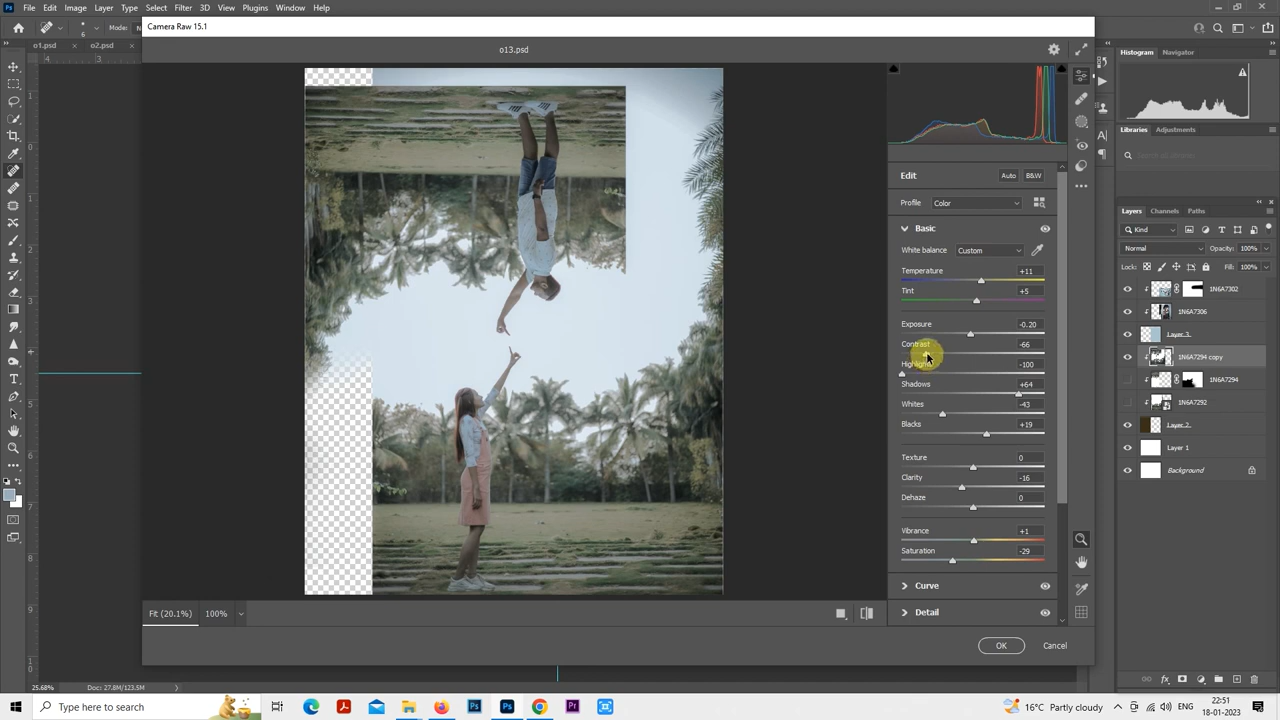 File Edit Image Layer Type Select Filter 3D View Plugins Window Help
Camera Raw 15.1
Mode:
o1.psd × o2.psd ×
o13.psd
Histogram Navigator
Libraries Adjustments
Edit Auto B&W
Profile Color
Basic
White balance Custom
Temperature +11
Tint +5
Exposure -0.20
Contrast -66
Highlights -100
Shadows +64
Whites -43
Blacks +19
Texture 0
Clarity -16
Dehaze 0
Vibrance +1
Saturation -29
Curve
Detail
Layers Channels Paths
Kind
Normal Opacity: 100%
Lock: Fill: 100%
1N6A7302
1N6A7306
Layer 3
1N6A7294 copy
1N6A7294
1N6A7292
Layer 2
Layer 1
Background
Fit (20.1%) 100%
OK Cancel
25.68% Doc: 27.8M/123.5M
Type here to search
16°C Partly cloudy
22:51
18-01-2023